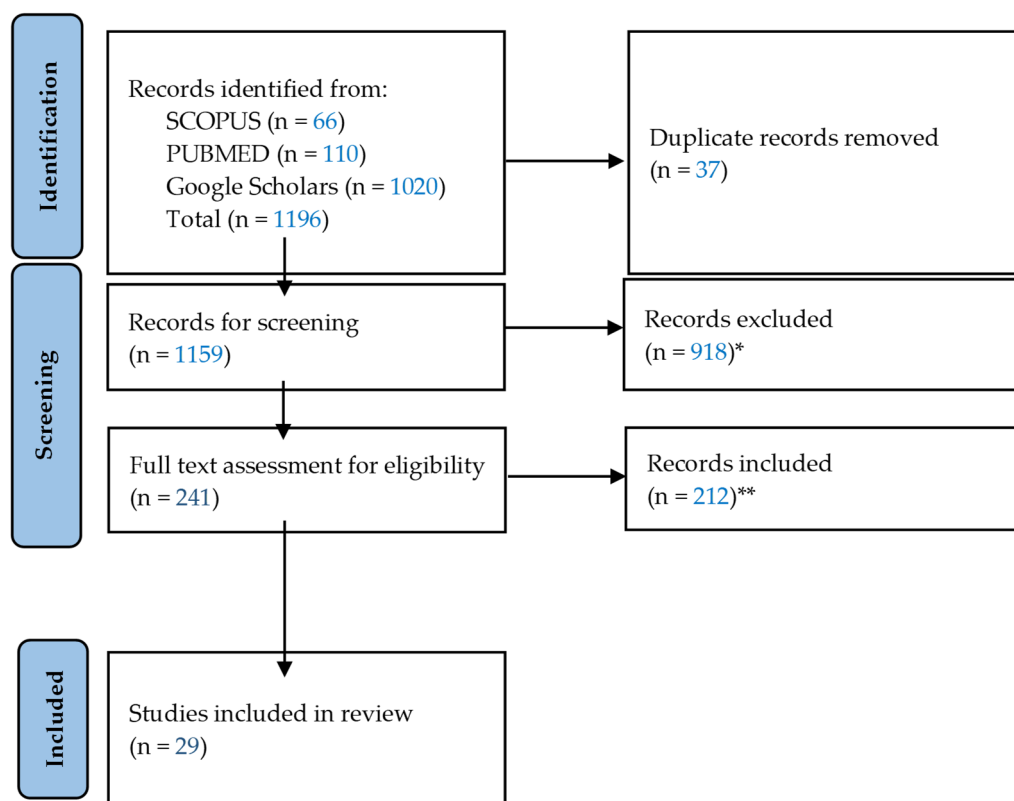 Identification
Records identified from:
SCOPUS (n = 66)
PUBMED (n = 110)
Google Scholars (n = 1020)
Total (n = 1196)
Duplicate records removed
(n = 37)
Screening
Records for screening
(n = 1159)
Records excluded
(n = 918)*
Full text assessment for eligibility
(n = 241)
Records included
(n = 212)**
Included
Studies included in review
(n = 29)